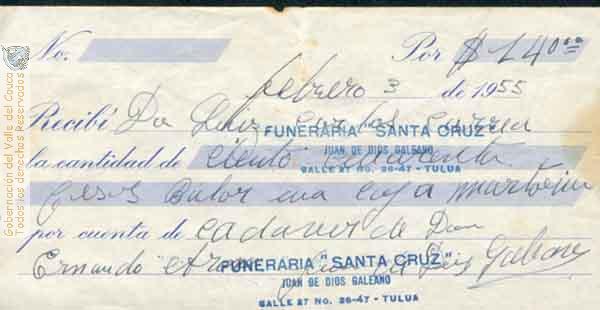 No. Por $ 140.00
febrero 3 de 1955
Recibí Don Luis Carlos Correa
FUNERARIA "SANTA CRUZ"
JUAN DE DIOS GALEANO
CALLE 27 No. 26-47 - TULUA
la cantidad de ciento cuarenta
pesos balor una caja mortoria
por cuenta de cadaver de Don
Ernando
FUNERARIA "SANTA CRUZ"
JUAN DE DIOS GALEANO
CALLE 27 No. 26-47 - TULUA
Gobernación del Valle del Cauca
Todos los derechos Reservados